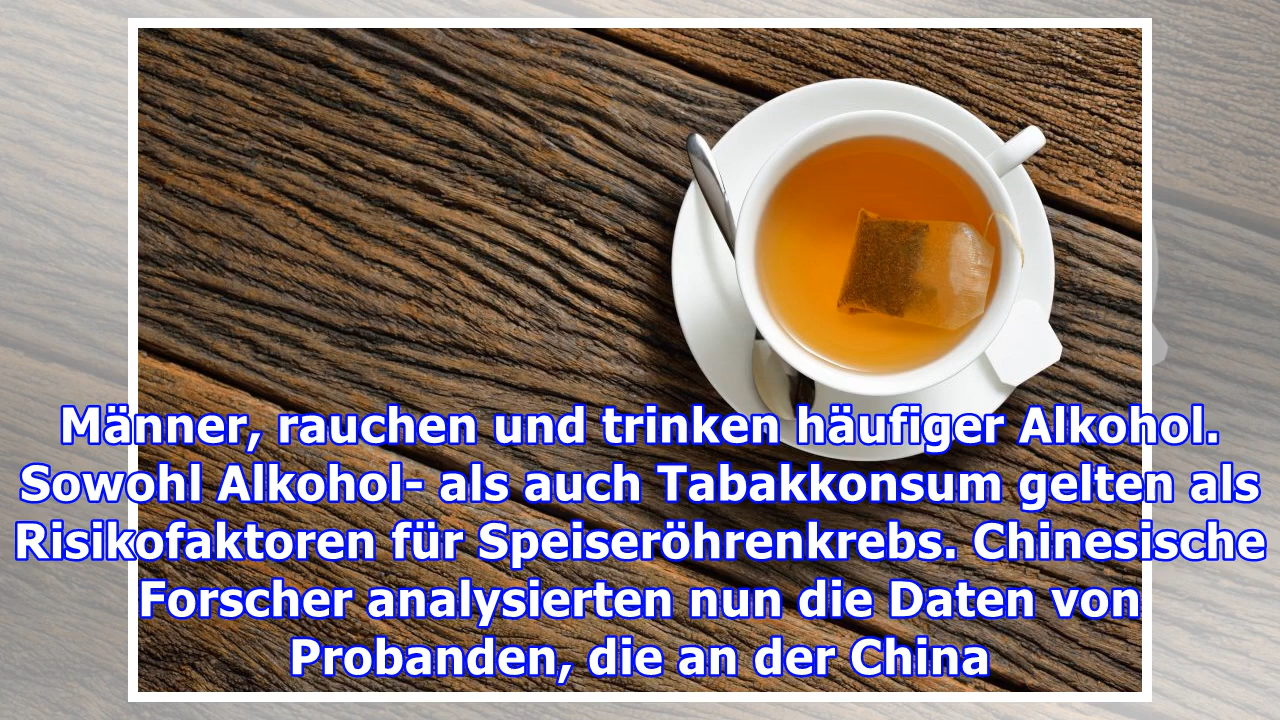 Männer, rauchen und trinken häufiger Alkohol.
Sowohl Alkohol- als auch Tabakkonsum gelten als
Risikofaktoren für Speiseröhrenkrebs. Chinesische
Forscher analysierten nun die Daten von
Probanden, die an der China